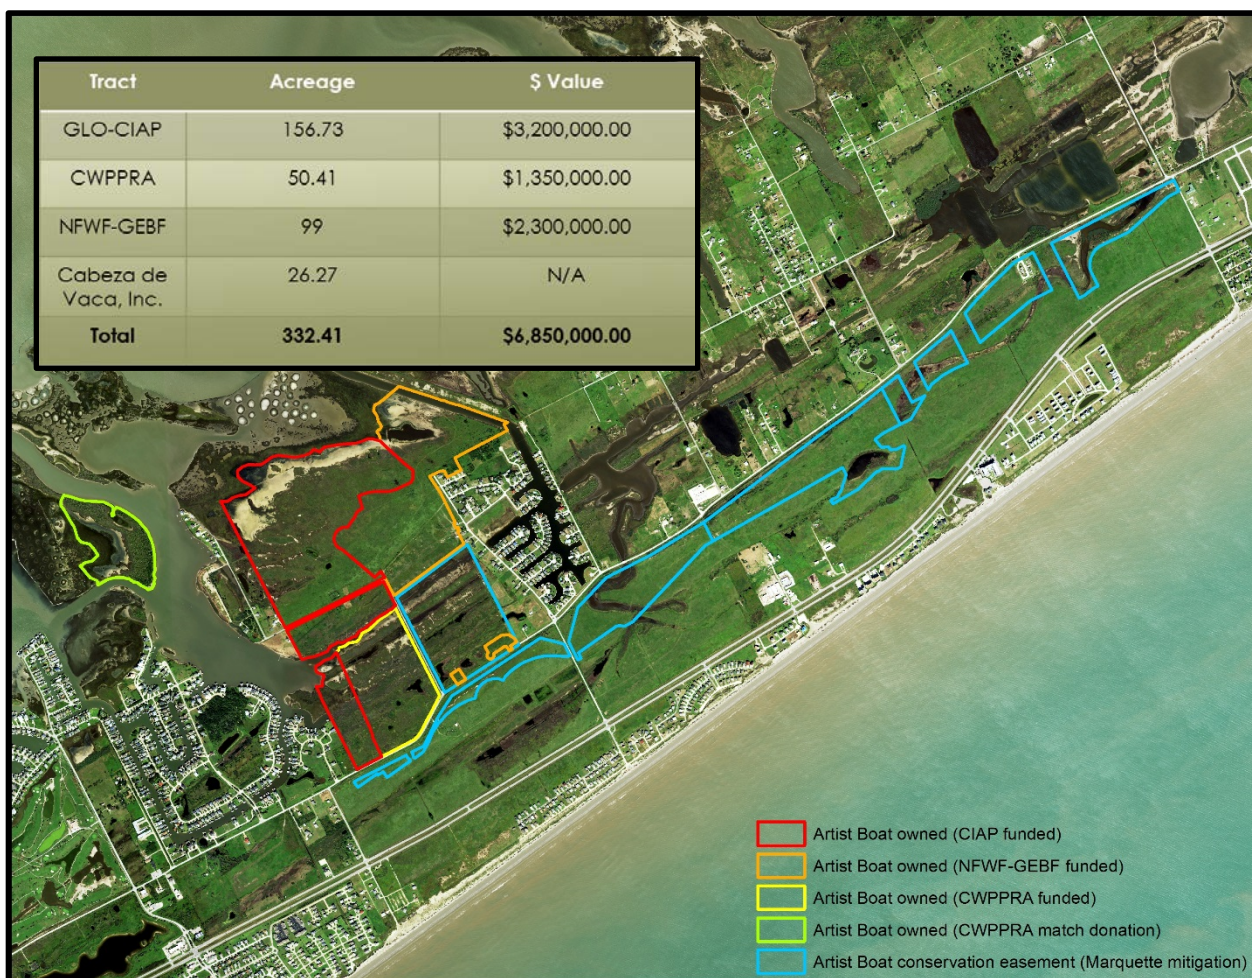 Tract Acreage $ Value
GLO-CIAP 156.73 $3,200,000.00
CWPPRA 50.41 $1,350,000.00
NFWF-GEBF 99 $2,300,000.00
Cabeza de
Vaca, Inc. 26.27 N/A
Total 332.41 $6,850,000.00
Artist Boat owned (CIAP funded)
Artist Boat owned (NFWF-GEBF funded)
Artist Boat owned (CWPPRA funded)
Artist Boat owned (CWPPRA match donation)
Artist Boat conservation easement (Marquette mitigation)